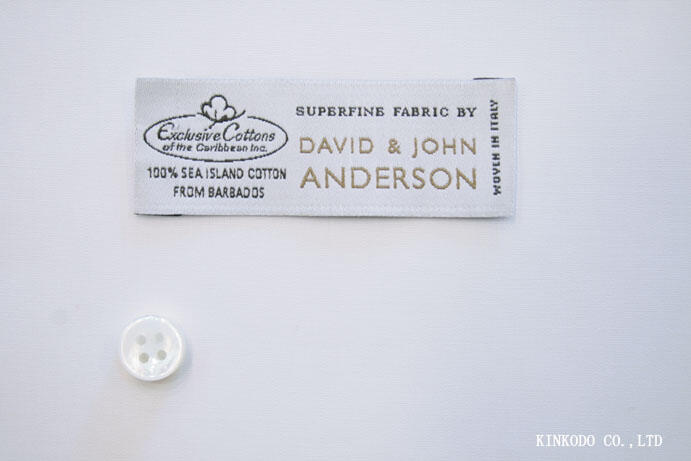 Exclusive Cottons
of the Caribbean Inc.
100% SEA ISLAND COTTON
FROM BARBADOS
SUPERFINE FABRIC BY
DAVID & JOHN
ANDERSON
WOVEN IN ITALY
KINKODO CO.,LTD